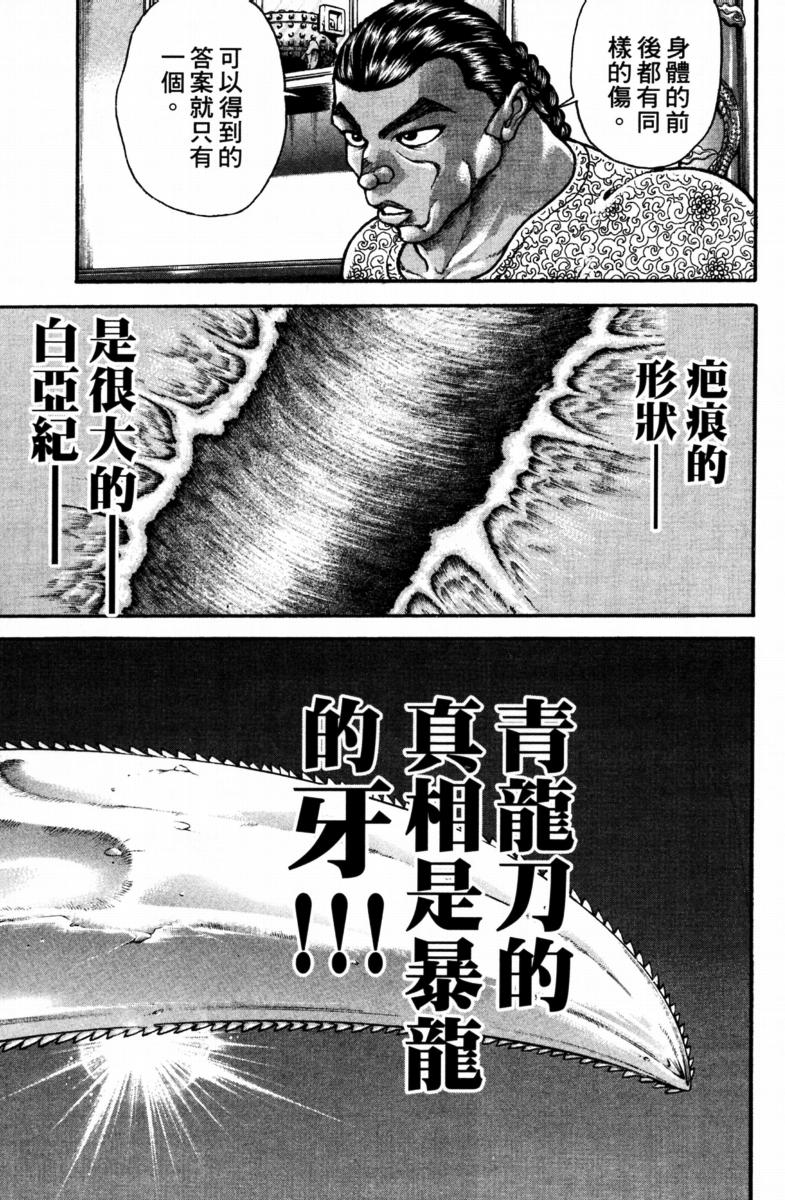 身體的前
後都有同
樣的傷。
可以得到的
答案就只有
一個。
疤痕的
形狀——
是很大的——
白亞紀——
青龍刀的
真相是暴龍
的牙!!!